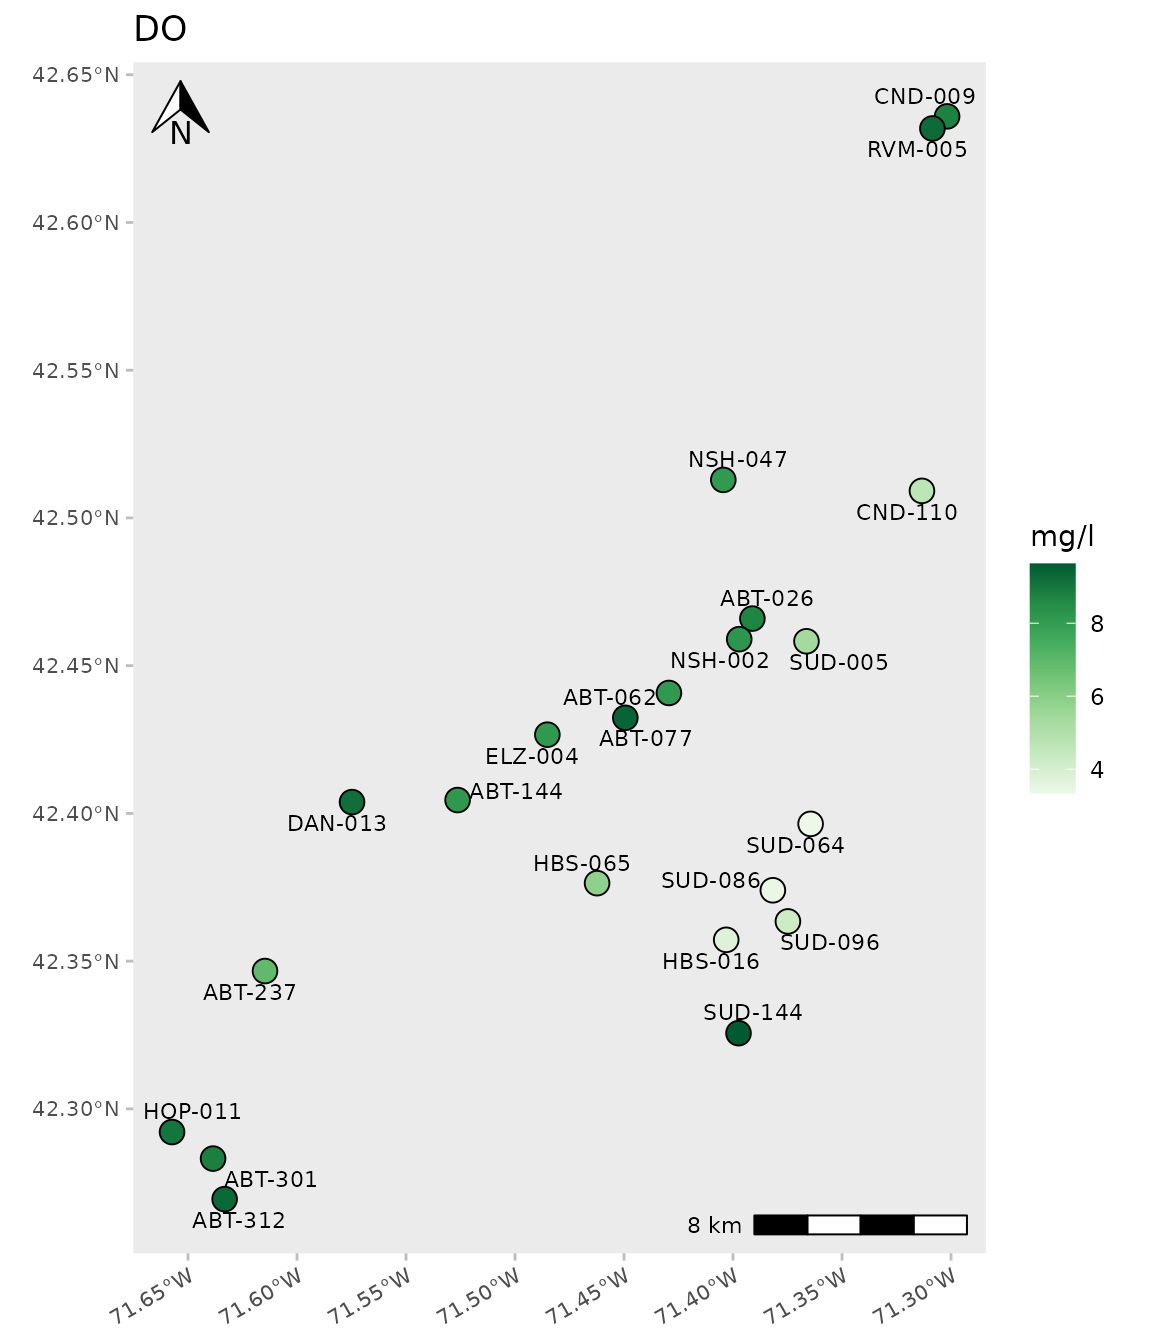 DO
42.65°N
N
CND-009
RVM-005
42.60°N
42.55°N
NSH-047
CND-110
42.50°N
mg/l
ABT-026
8
NSH-002
SUD-005
42.45°N
ABT-062
6
ABT-077
ELZ-004
4
ABT-144
42.40°N
DAN-013
SUD-064
HBS-065
SUD-086
SUD-096
HBS-016
42.35°N
ABT-237
SUD-144
42.30°N
HOP-011
ABT-301
ABT-312
8 km
71.65°W
71.60°W
71.55°W
71.50°W
71.45°W
71.40°W
71.35°W
71.30°W